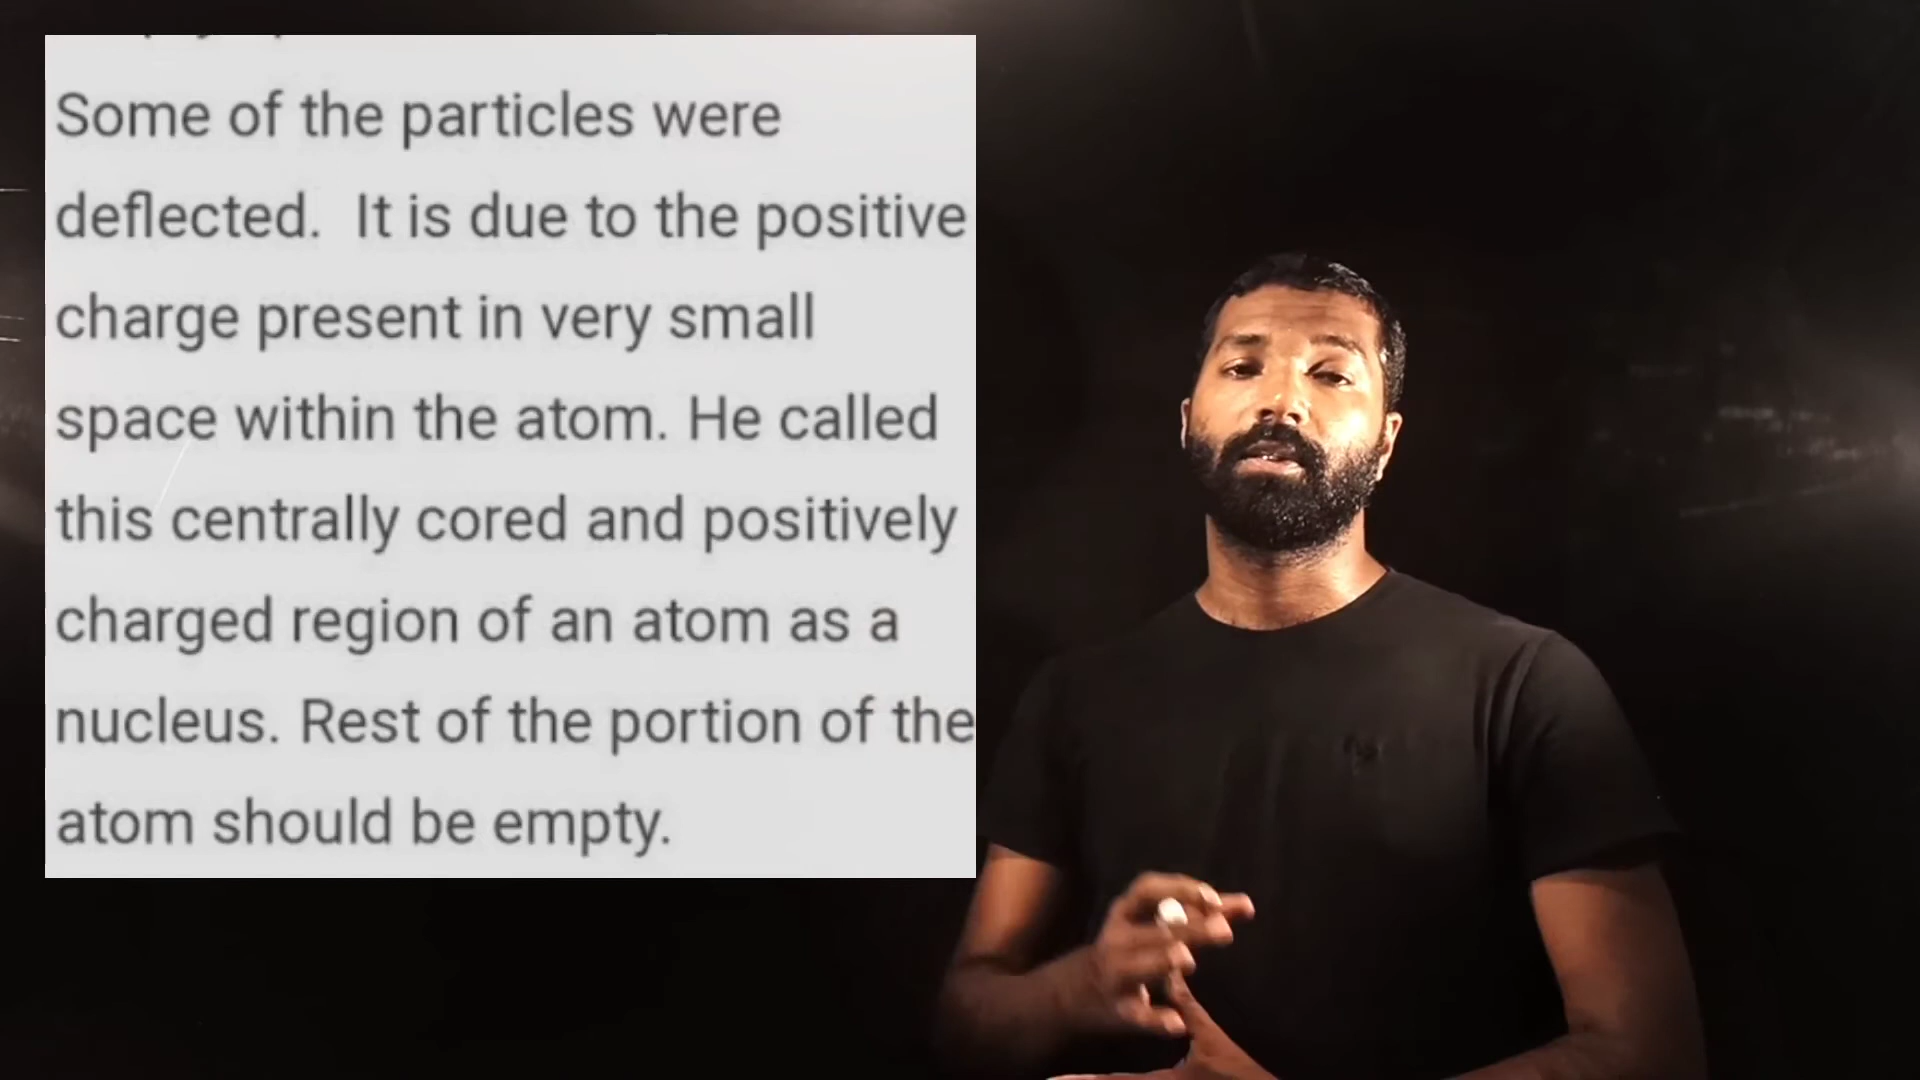 Some of the particles were
deflected. It is due to the positive
charge present in very small
space within the atom. He called
this centrally cored and positively
charged region of an atom as a
nucleus. Rest of the portion of the
atom should be empty.